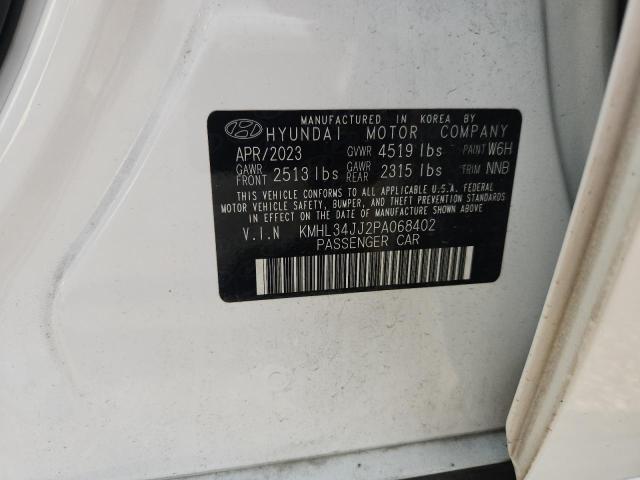 MANUFACTURED IN KOREA BY
HYUNDAI MOTOR COMPANY
APR/2023 GVWR 4519 lbs PAINT W6H
GAWR FRONT 2513 lbs GAWR REAR 2315 lbs TRIM NNB
THIS VEHICLE CONFORMS TO ALL APPLICABLE U.S.A. FEDERAL
MOTOR VEHICLE SAFETY, BUMPER, AND THEFT PREVENTION STANDARDS
IN EFFECT ON THE DATE OF MANUFACTURE SHOWN ABOVE.
V.I.N KMHL34JJ2PA068402
PASSENGER CAR